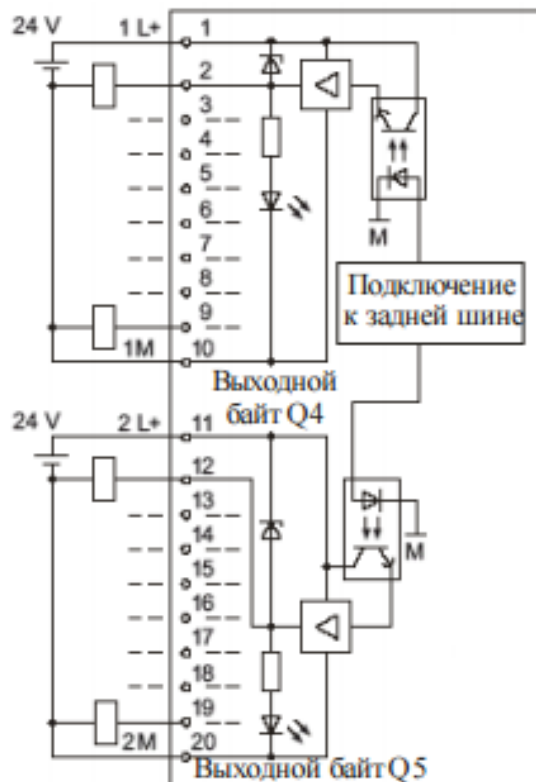 24 V
1 L+
1
2
3
4
5
6
7
8
9
1M
10
M
Подключение
к задней шине
Выходной
байт Q4
24 V
2 L+
11
12
13
14
15
16
17
18
19
2M
20
M
Выходной байт Q5